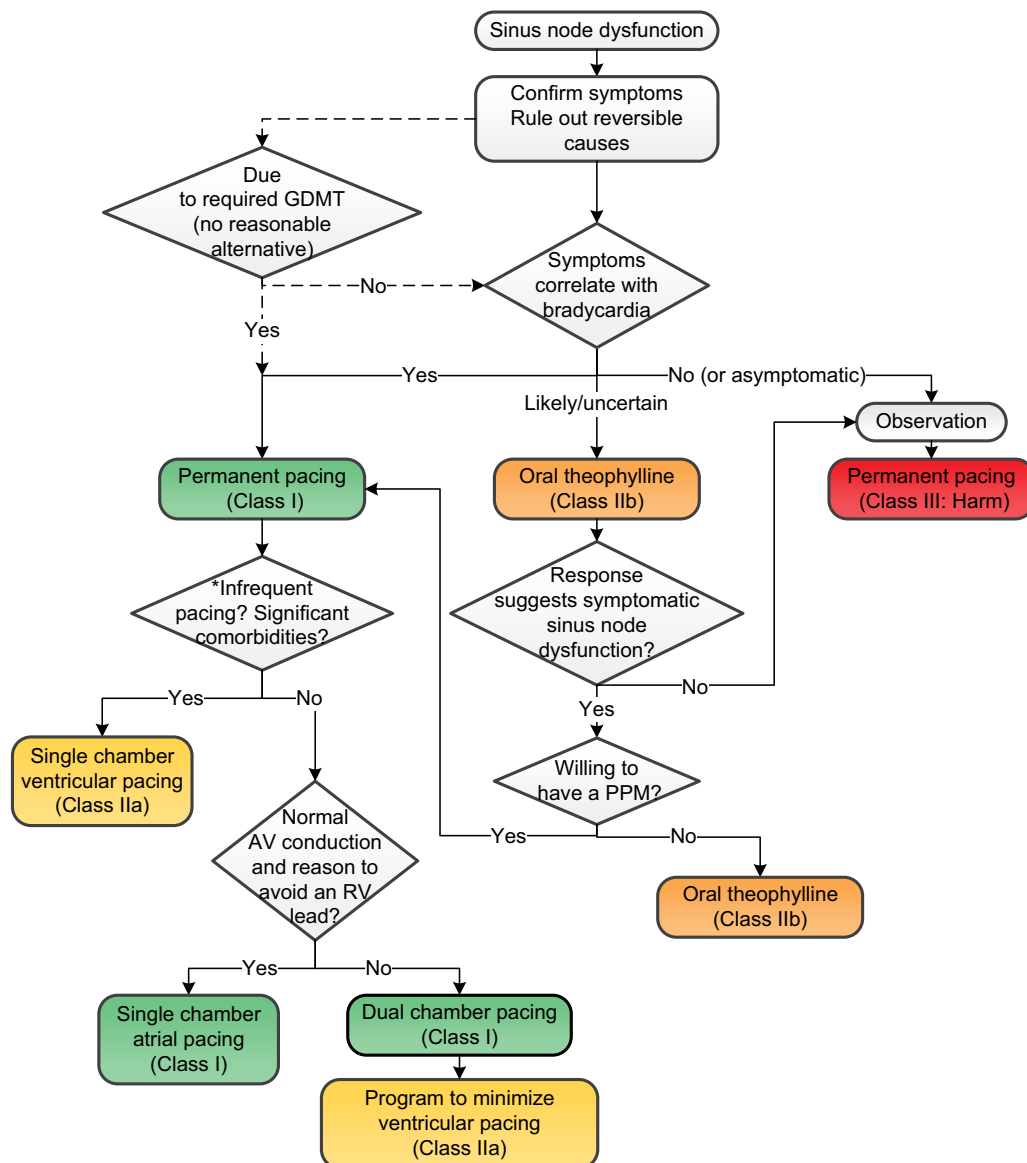 Sinus node dysfunction
Confirm symptoms
Rule out reversible
causes
Due
to required GDMT
(no reasonable
alternative)
Symptoms
correlate with
bradycardia
No
Yes
Yes
No (or asymptomatic)
Likely/uncertain
Observation
Permanent pacing
(Class I)
Oral theophylline
(Class IIb)
Permanent pacing
(Class III: Harm)
*Infrequent
pacing? Significant
comorbidities?
Response
suggests symptomatic
sinus node
dysfunction?
Yes
No
No
Yes
Single chamber
ventricular pacing
(Class IIa)
Willing to
have a PPM?
Normal
AV conduction
and reason to
avoid an RV
lead?
Yes
No
Oral theophylline
(Class IIb)
Yes
No
Single chamber
atrial pacing
(Class I)
Dual chamber pacing
(Class I)
Program to minimize
ventricular pacing
(Class IIa)